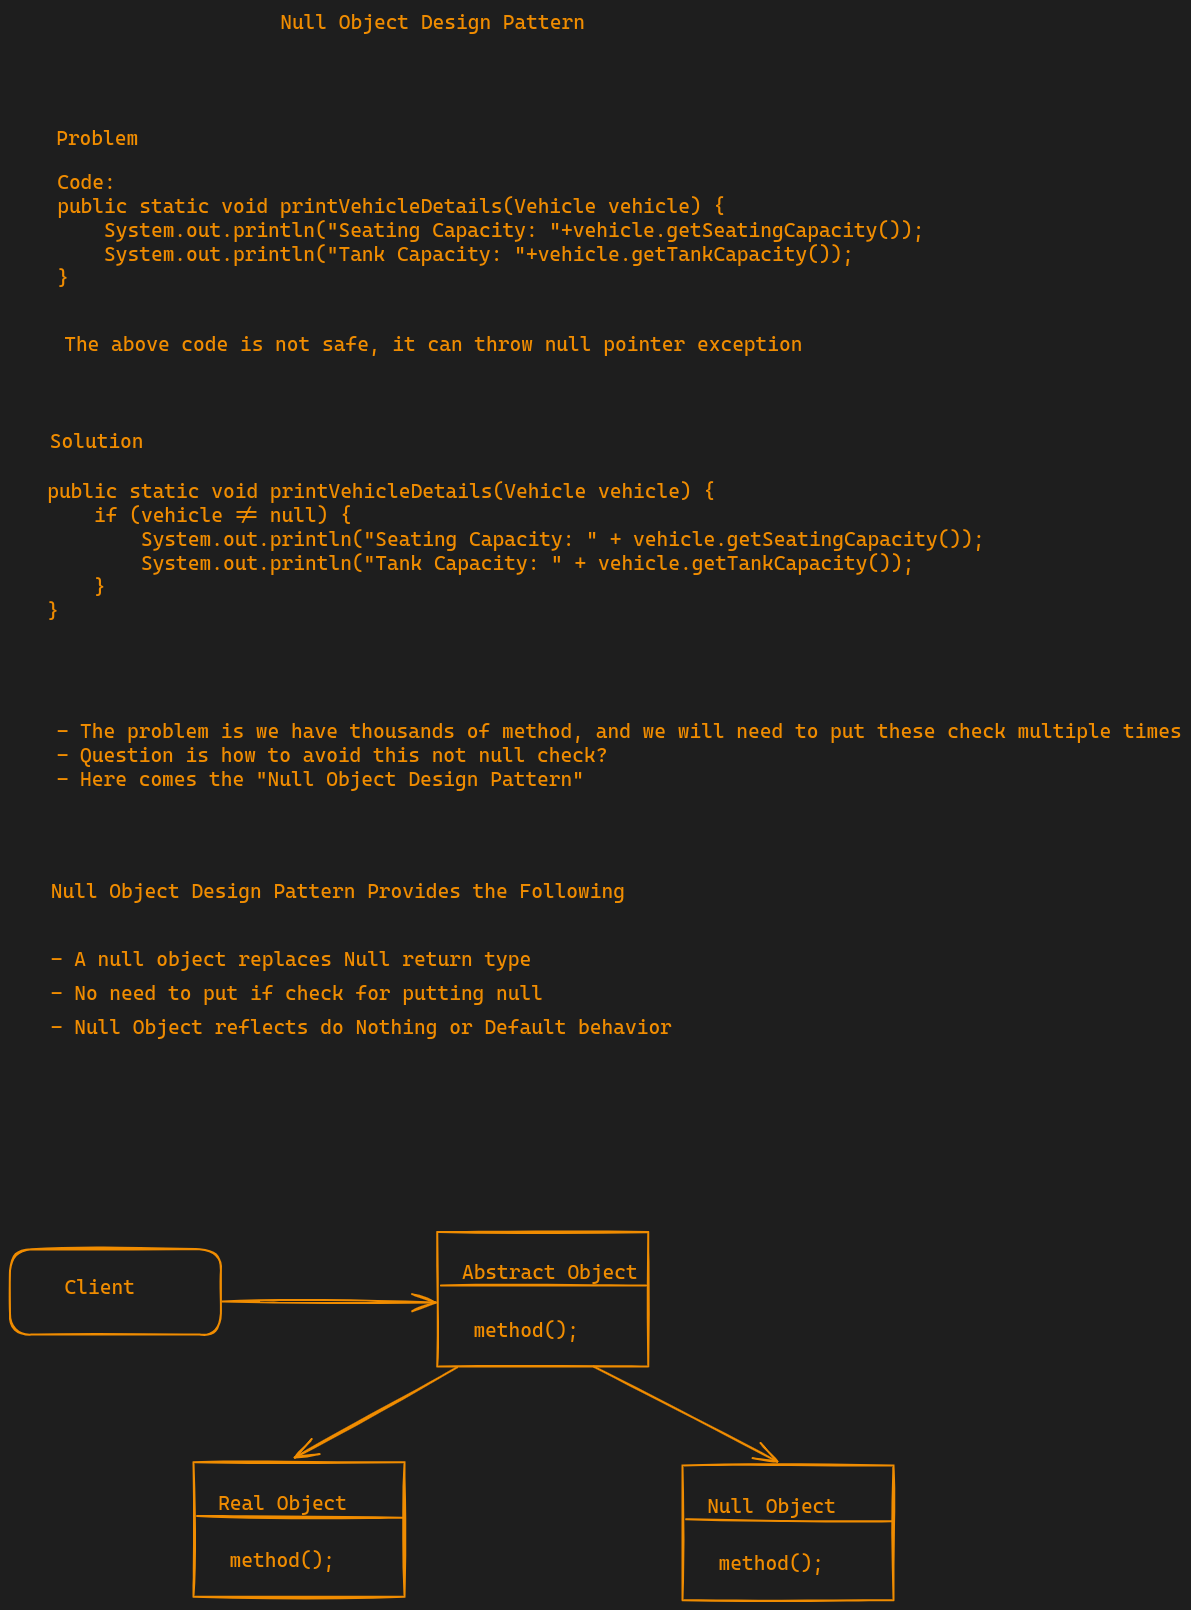 Null Object Design Pattern
Problem
Code:
public static void printVehicleDetails(Vehicle vehicle) {
    System.out.println("Seating Capacity: "+vehicle.getSeatingCapacity());
    System.out.println("Tank Capacity: "+vehicle.getTankCapacity());
}
The above code is not safe, it can throw null pointer exception
Solution
public static void printVehicleDetails(Vehicle vehicle) {
    if (vehicle != null) {
        System.out.println("Seating Capacity: " + vehicle.getSeatingCapacity());
        System.out.println("Tank Capacity: " + vehicle.getTankCapacity());
    }
}
- The problem is we have thousands of method, and we will need to put these check multiple times
- Question is how to avoid this not null check?
- Here comes the "Null Object Design Pattern"
Null Object Design Pattern Provides the Following
- A null object replaces Null return type
- No need to put if check for putting null
- Null Object reflects do Nothing or Default behavior
Client
Abstract Object
method();
Real Object
method();
Null Object
method();